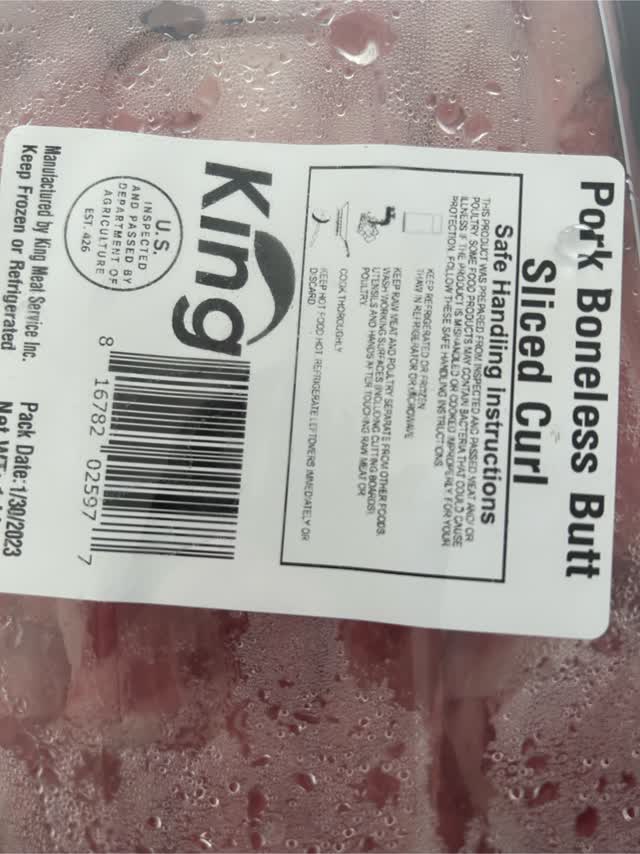 Pork Boneless Butt
Sliced Curl
Safe Handling Instructions
THIS PRODUCT WAS PREPARED FROM INSPECTED AND PASSED MEAT AND/ OR
POULTRY. SOME FOOD PRODUCTS MAY CONTAIN BACTERIA THAT COULD CAUSE
ILLNESS IF THE PRODUCT IS MISHANDLED OR COOKED IMPROPERLY. FOR YOUR
PROTECTION, FOLLOW THESE SAFE HANDLING INSTRUCTIONS.
KEEP REFRIGERATED OR FROZEN.
THAW IN REFRIGERATOR OR MICROWAVE.
KEEP RAW MEAT AND POULTRY SEPARATE FROM OTHER FOODS.
WASH WORKING SURFACES (INCLUDING CUTTING BOARDS),
UTENSILS AND HANDS AFTER TOUCHING RAW MEAT OR
POULTRY.
COOK THOROUGHLY
KEEP HOT FOOD HOT. REFRIGERATE LEFTOVERS IMMEDIATELY OR
DISCARD
King
8 16782 02597 7
U.S.
INSPECTED
AND PASSED BY
DEPARTMENT OF
AGRICULTURE
EST. 426
Manufactured by King Meat Service Inc.
Keep Frozen or Refrigerated
Pack Date:1/30/2023
Net WT: